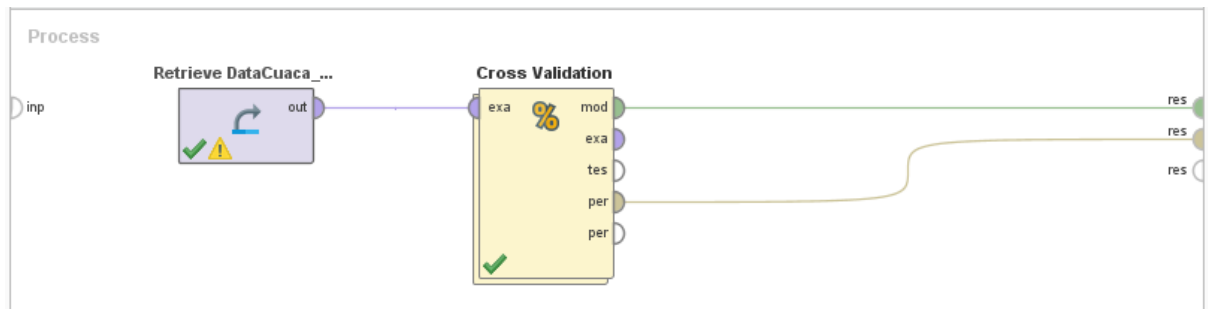 Process
Retrieve DataCuaca_...
Cross Validation
inp
out
exa
%
mod
res
exa
res
tes
res
per
per